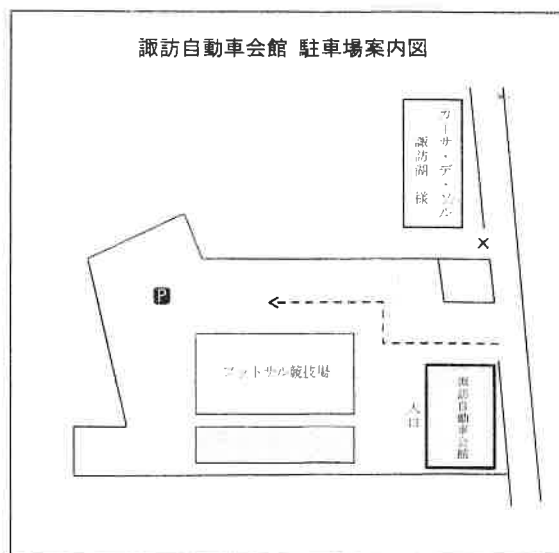 諏訪自動車会館 駐車場案内図
カーサ・デ・ソル
諏訪湖 様
×
P
フットサル競技場
入口
諏訪自動車会館